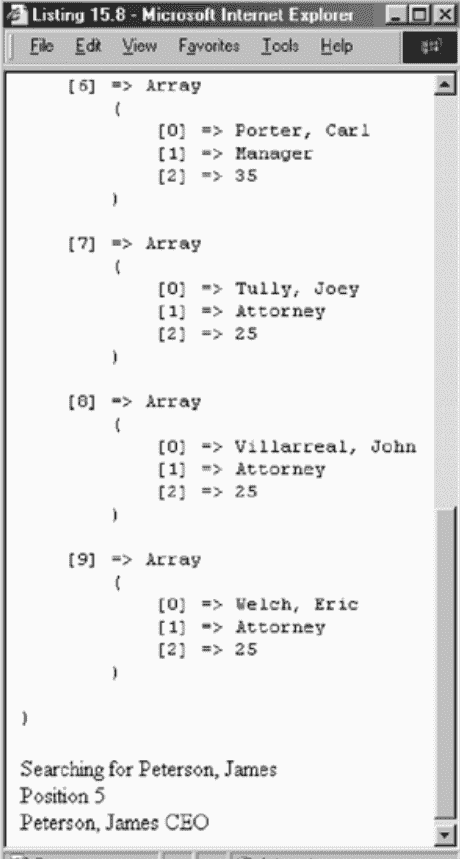 Listing 15.8 - Microsoft Internet Explorer
File Edit View Favorites Tools Help
[6] => Array
(
[0] => Porter, Carl
[1] => Manager
[2] => 35
)
[7] => Array
(
[0] => Tully, Joey
[1] => Attorney
[2] => 25
)
[8] => Array
(
[0] => Villarreal, John
[1] => Attorney
[2] => 25
)
[9] => Array
(
[0] => Welch, Eric
[1] => Attorney
[2] => 25
)
)
Searching for Peterson, James
Position 5
Peterson, James CEO